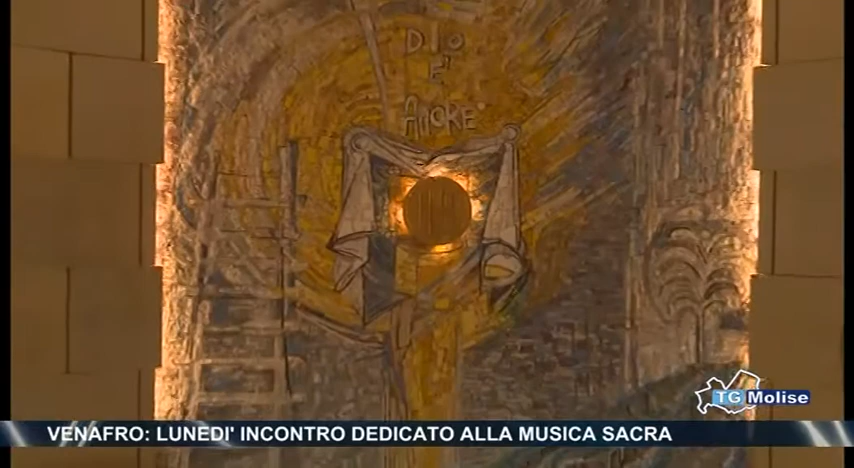 DIO
E'
AMORE
TG Molise
VENAFRO: LUNEDI' INCONTRO DEDICATO ALLA MUSICA SACRA